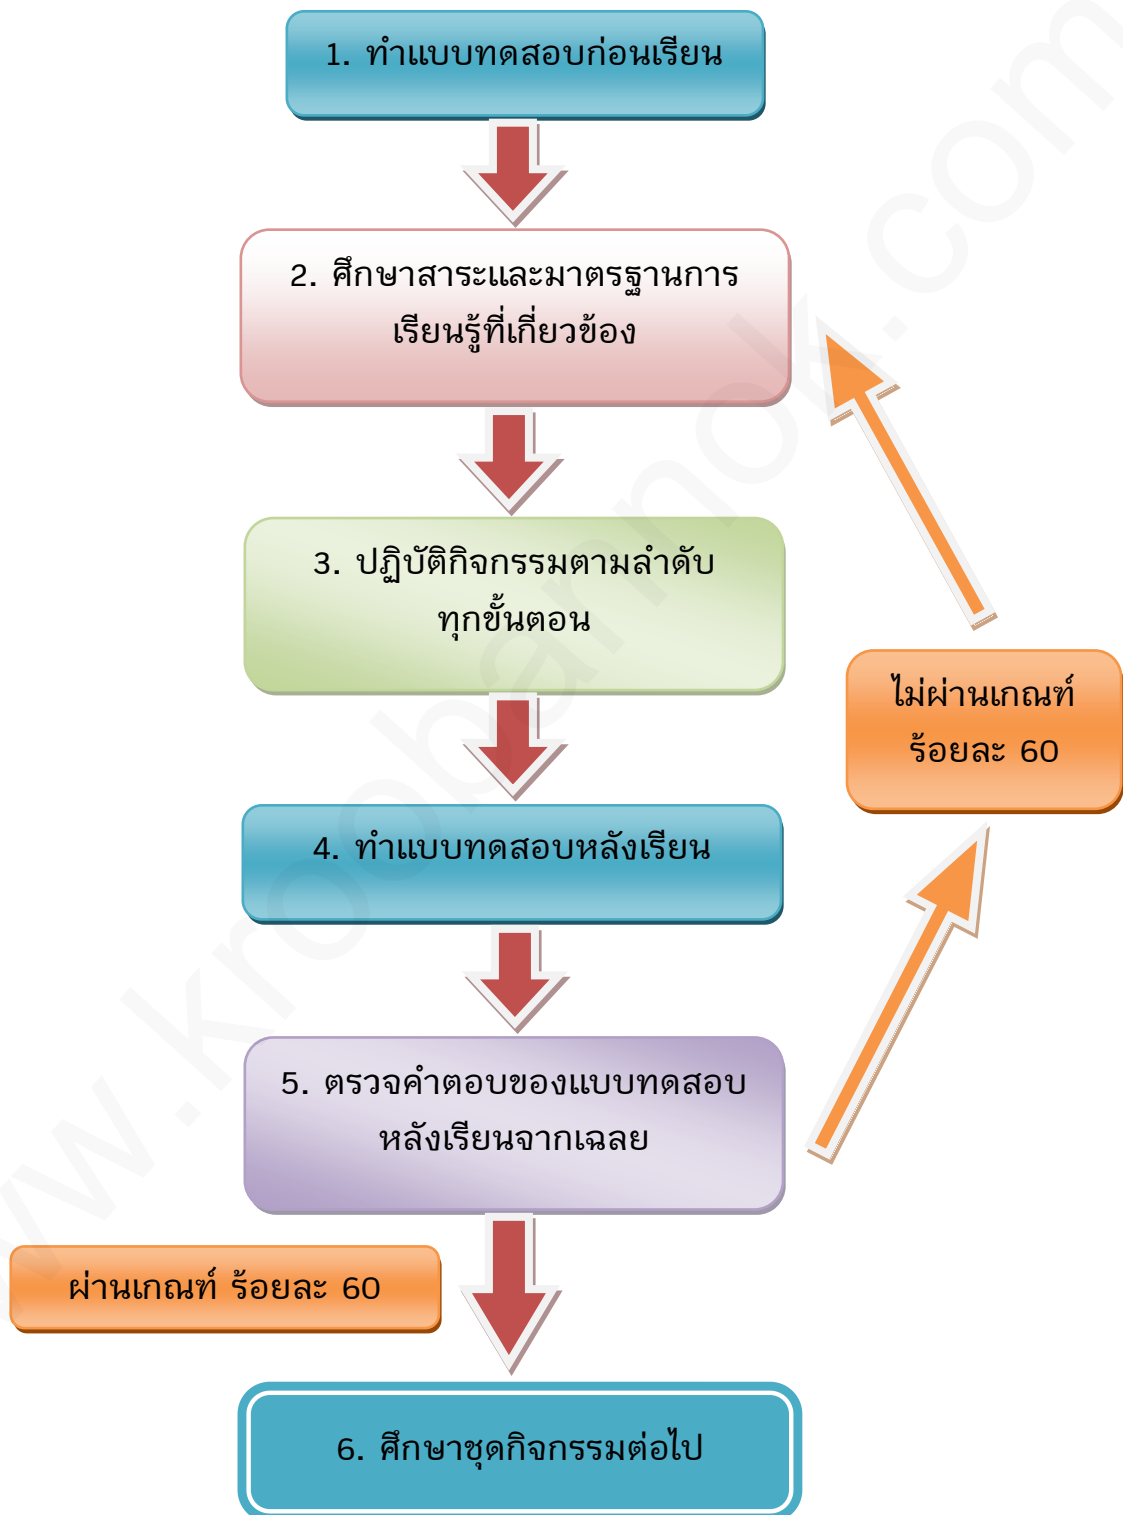 1. ทำแบบทดสอบก่อนเรียน
2. ศึกษาสาระและมาตรฐานการ
เรียนรู้ที่เกี่ยวข้อง
3. ปฏิบัติกิจกรรมตามลำดับ
ทุกขั้นตอน
ไม่ผ่านเกณฑ์
ร้อยละ 60
4. ทำแบบทดสอบหลังเรียน
5. ตรวจคำตอบของแบบทดสอบ
หลังเรียนจากเฉลย
ผ่านเกณฑ์ ร้อยละ 60
6. ศึกษาชุดกิจกรรมต่อไป
www.kroobannok.com